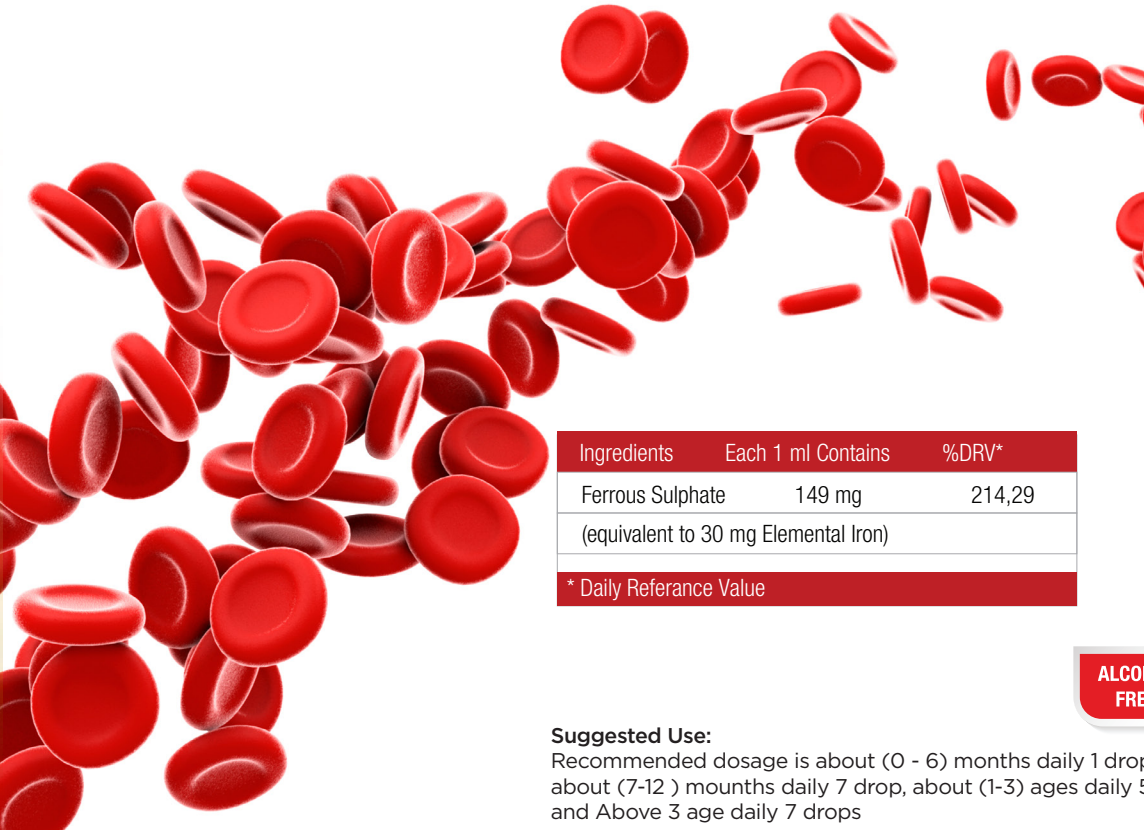 Ingredients Each 1 ml Contains %DRV*
Ferrous Sulphate 149 mg 214,29
(equivalent to 30 mg Elemental Iron)
* Daily Referance Value
Suggested Use:
Recommended dosage is about (0 - 6) months daily 1 drop
about (7-12 ) mounths daily 7 drop, about (1-3) ages daily 5
and Above 3 age daily 7 drops